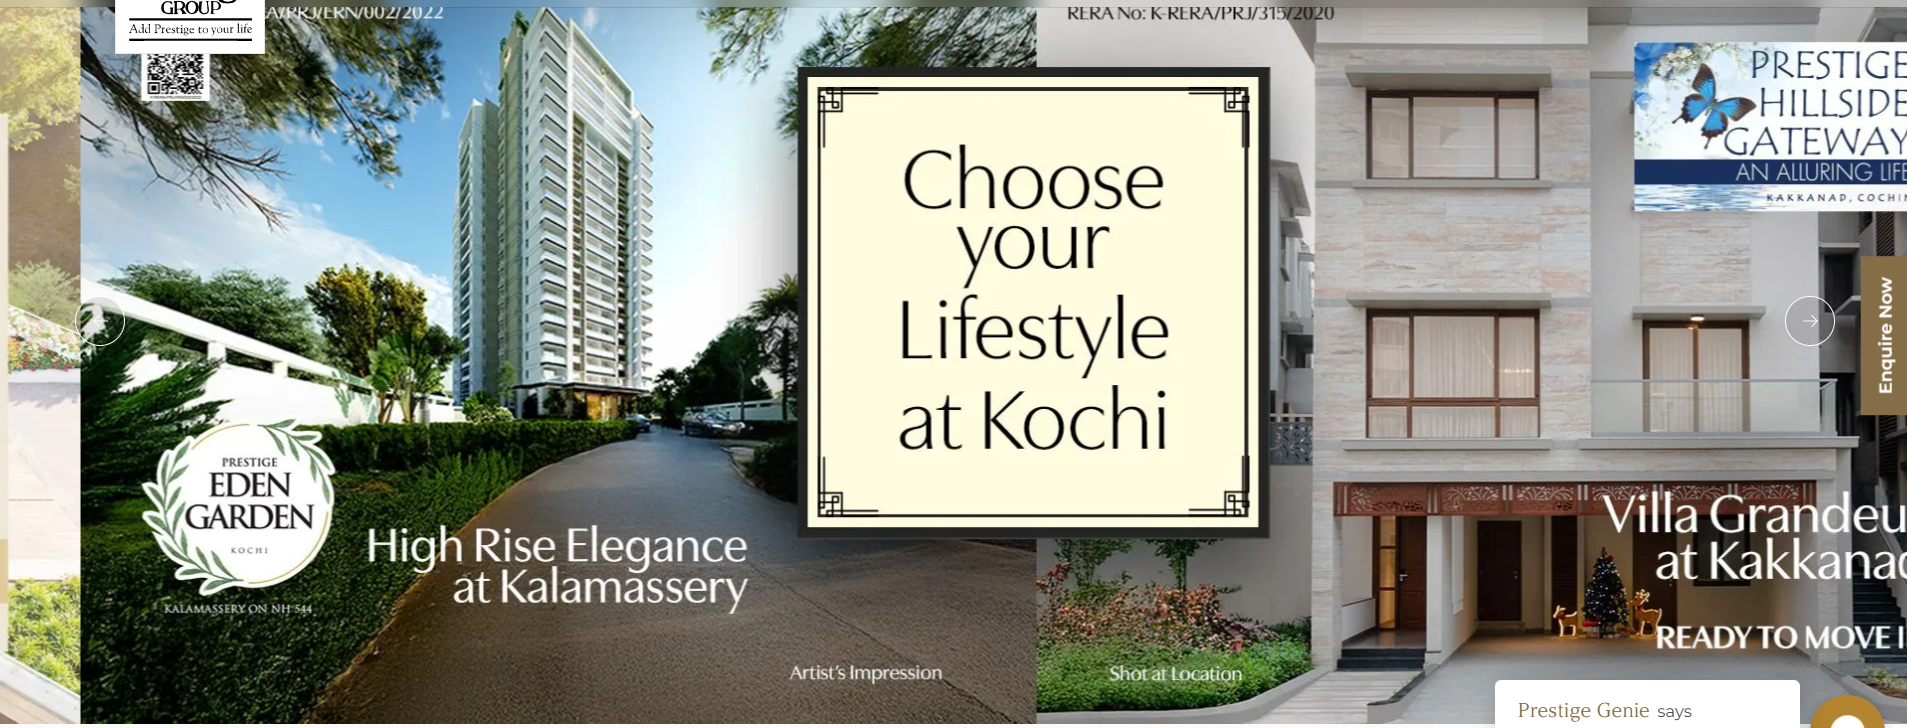 GROUP
Add Prestige to your life
A/PRJ/ERN/002/2022
RERA No: K-RERA/PRJ/315/2020
PRESTIGE
HILLSIDE
GATEWAY
AN ALLURING LIFE
KAKKANAD, COCHIN
Choose
your
Lifestyle
at Kochi
Enquire Now
PRESTIGE
EDEN
GARDEN
KOCHI
KALAMASSERY ON NH 544
High Rise Elegance
at Kalamassery
Villa Grandeu
at Kakkanad
READY TO MOVE I
Artist's Impression
Shot at Location
Prestige Genie says